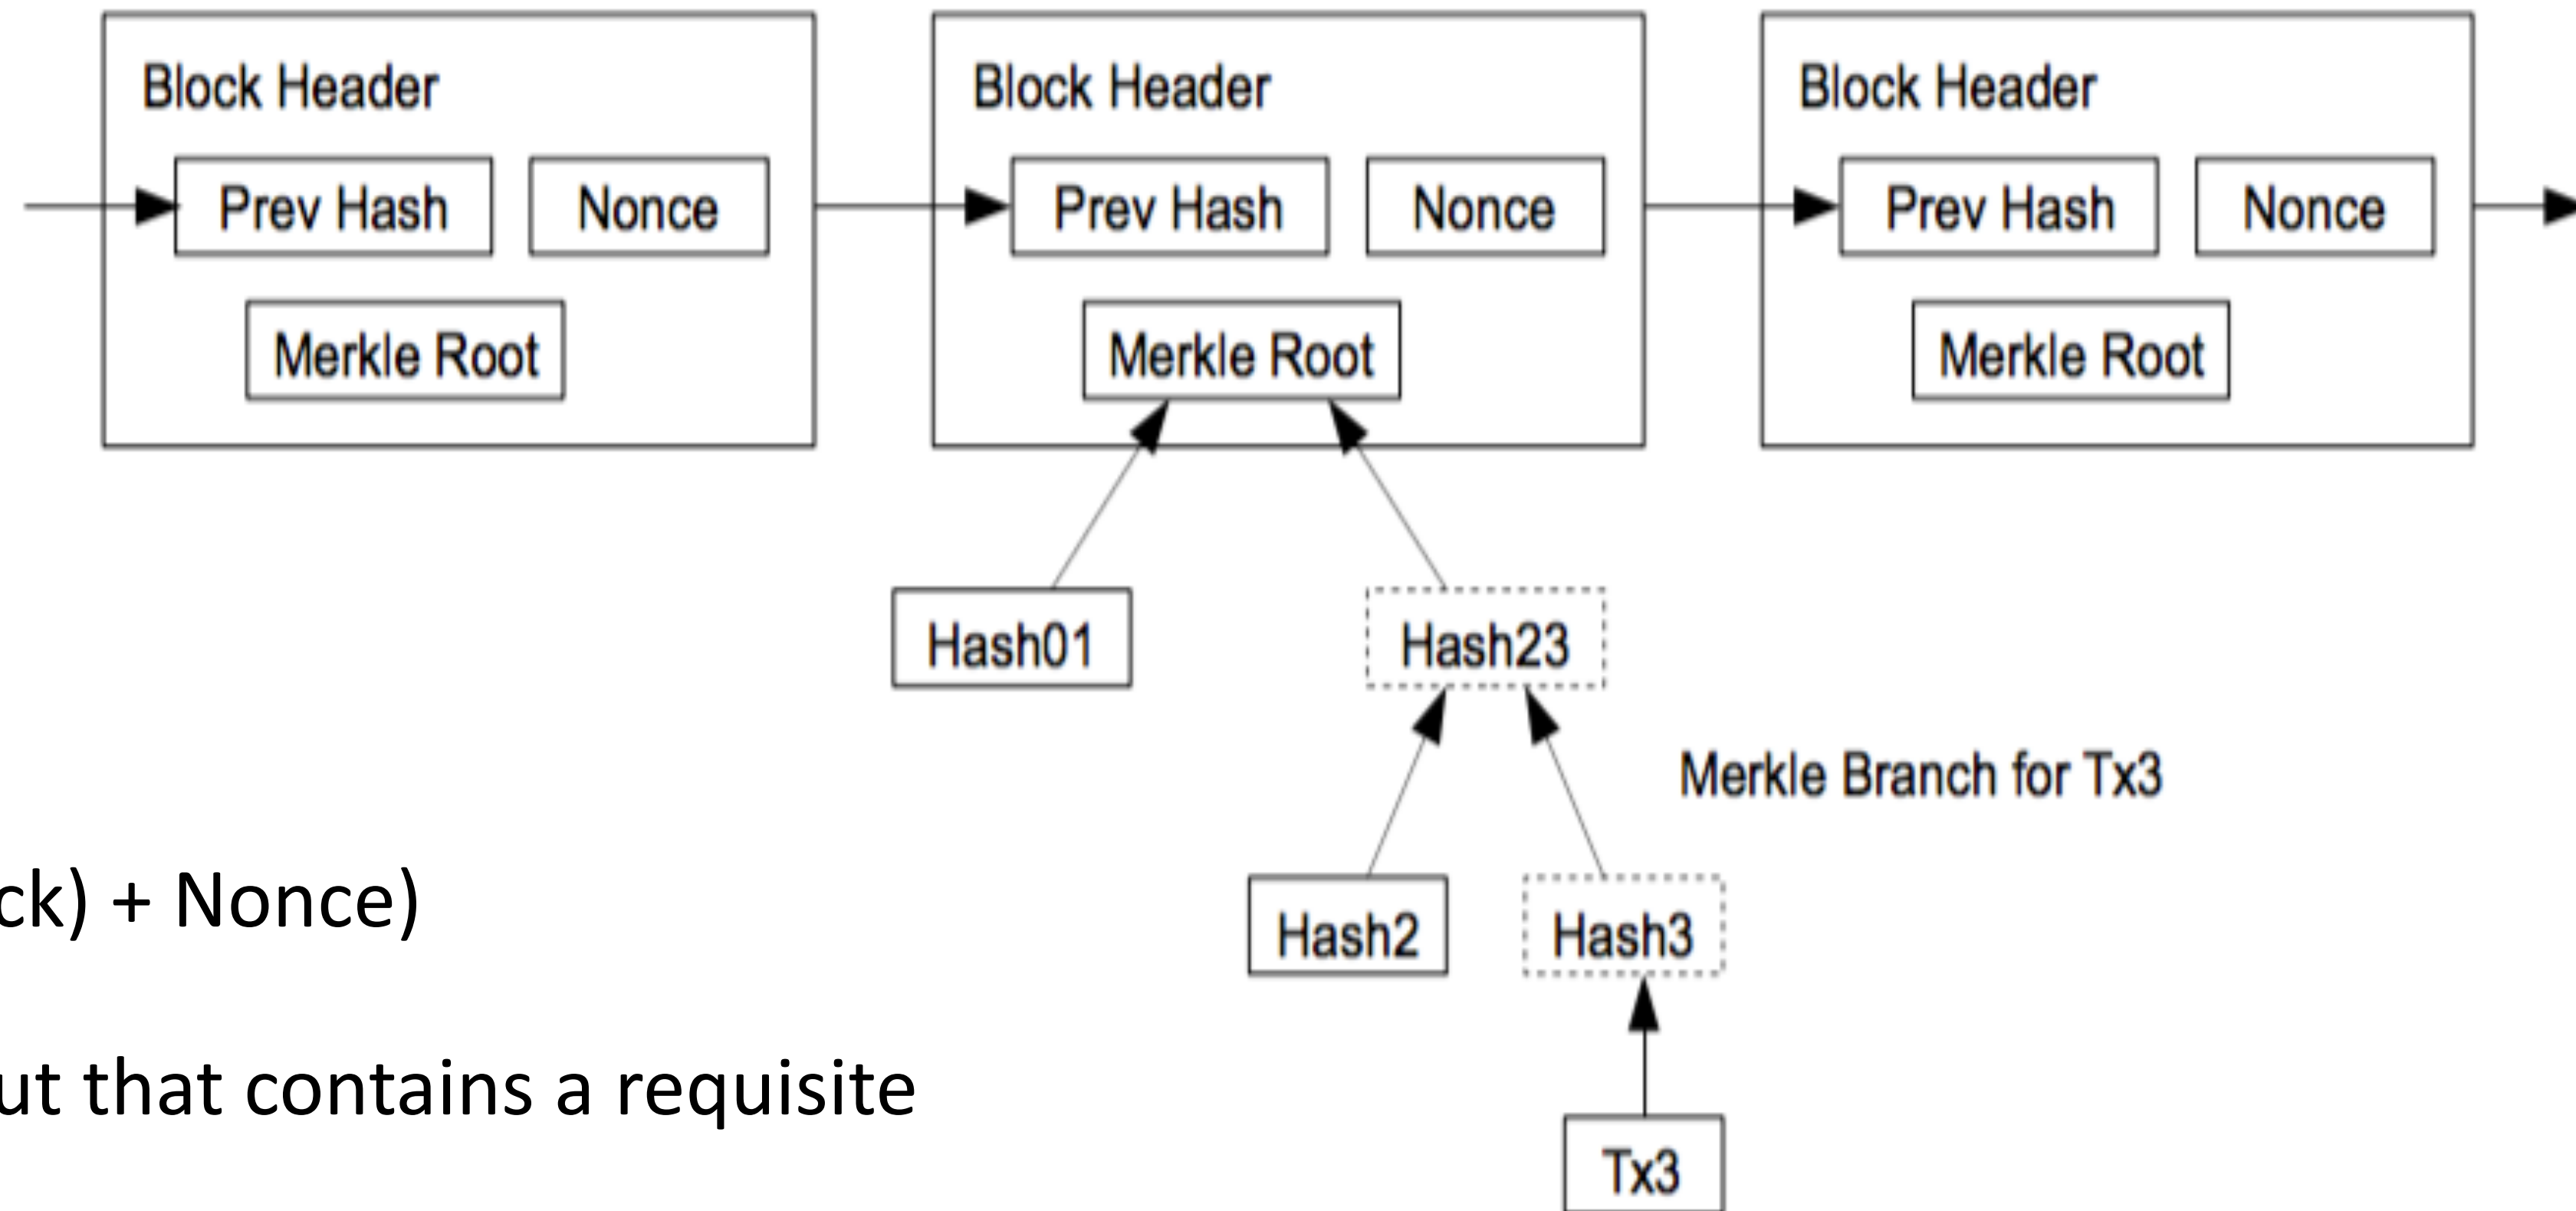 Block Header
Block Header
Block Header
Prev Hash
Nonce
Prev Hash
Nonce
Prev Hash
Nonce
Merkle Root
Merkle Root
Merkle Root
Hash01
Hash23
Merkle Branch for Tx3
ck) + Nonce)
Hash2
Hash3
ut that contains a requisite
Tx3